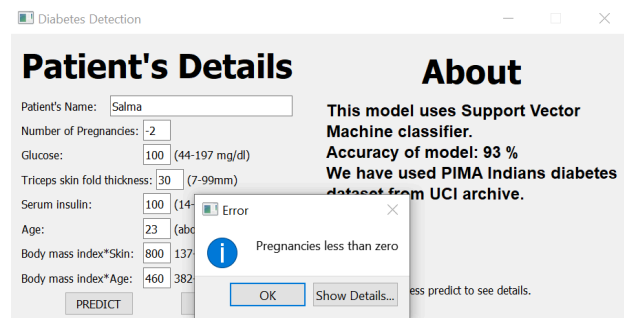 Diabetes Detection
Patient's Details
Patient's Name: Salma
Number of Pregnancies: -2
Glucose: 100 (44-197 mg/dl)
Triceps skin fold thickness: 30 (7-99mm)
Serum insulin: 100 (14-
Age: 23 (abo
Body mass index*Skin: 800 137-
Body mass index*Age: 460 382-
PREDICT
About
This model uses Support Vector
Machine classifier.
Accuracy of model: 93 %
We have used PIMA Indians diabetes
dataset from UCI archive.
Error
Pregnancies less than zero
OK Show Details...
ess predict to see details.